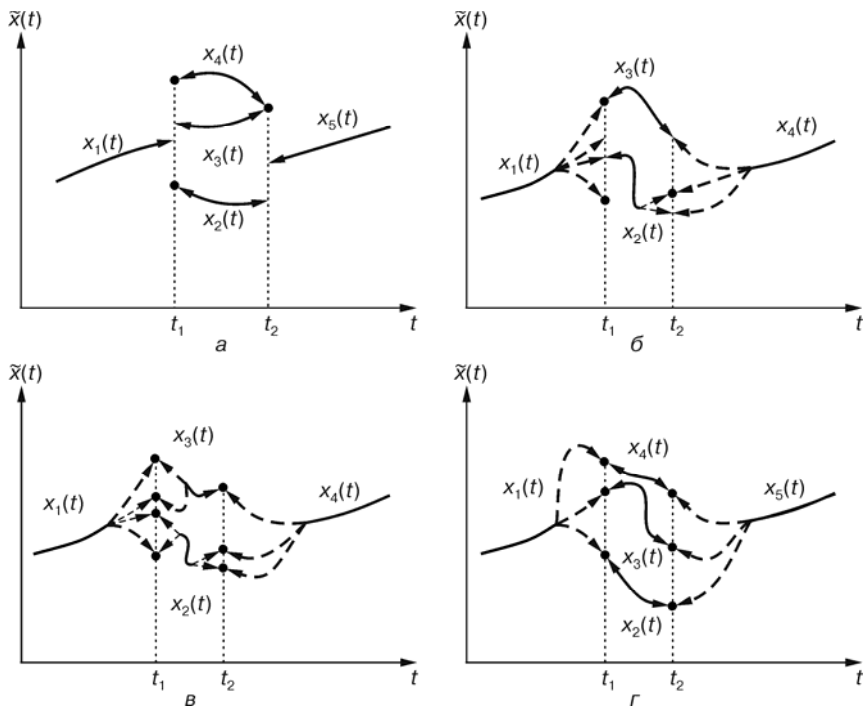 x̃(t)
x₄(t)
x₁(t)
x₅(t)
x₃(t)
x₂(t)
t₁
t₂
t
а
x̃(t)
x₃(t)
x₄(t)
x₁(t)
x₂(t)
t₁
t₂
t
б
x̃(t)
x₃(t)
x₁(t)
x₄(t)
x₂(t)
t₁
t₂
t
в
x̃(t)
x₄(t)
x₁(t)
x₅(t)
x₃(t)
x₂(t)
t₁
t₂
t
г